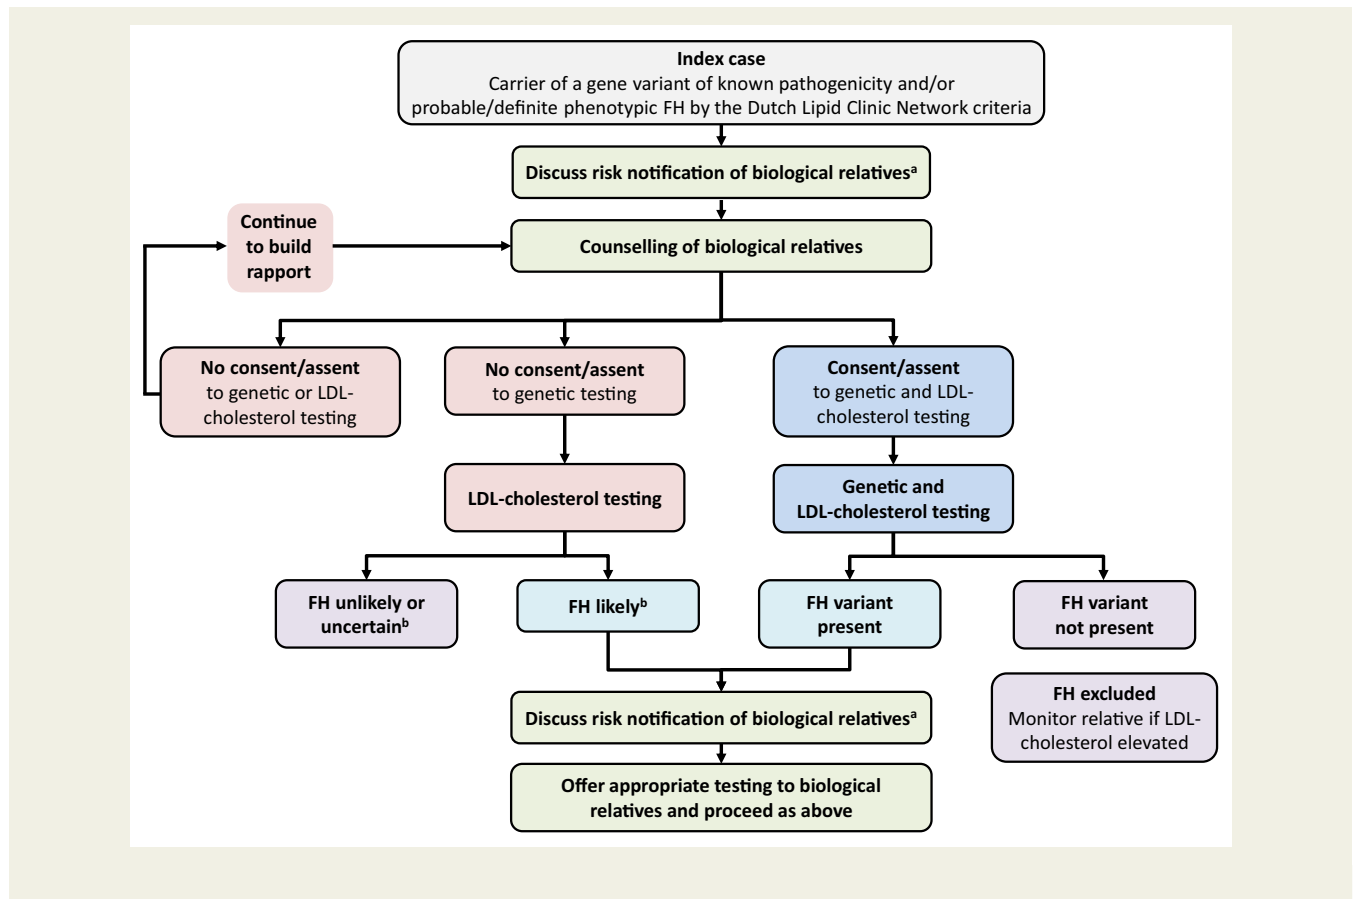 Index case
Carrier of a gene variant of known pathogenicity and/or
probable/definite phenotypic FH by the Dutch Lipid Clinic Network criteria
Discuss risk notification of biological relativesᵃ
Continue
to build
rapport
Counselling of biological relatives
No consent/assent
to genetic or LDL-
cholesterol testing
No consent/assent
to genetic testing
Consent/assent
to genetic and LDL-
cholesterol testing
LDL-cholesterol testing
Genetic and
LDL-cholesterol testing
FH unlikely or
uncertainᵇ
FH likelyᵇ
FH variant
present
FH variant
not present
FH excluded
Monitor relative if LDL-
cholesterol elevated
Discuss risk notification of biological relativesᵃ
Offer appropriate testing to biological
relatives and proceed as above